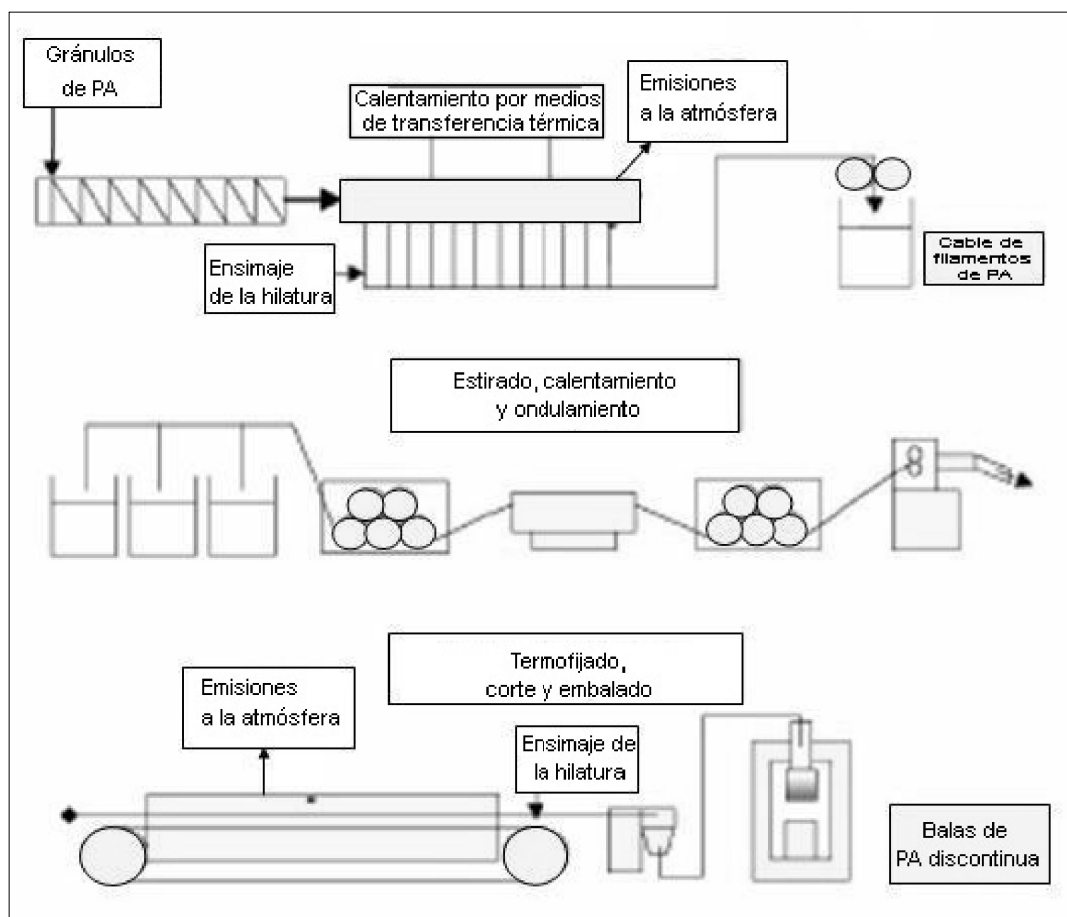 Gránulos
de PA
Calentamiento por medios
de transferencia térmica
Emisiones
a la atmósfera
Ensimaje
de la hilatura
Cable de
filamentos
de PA
Estirado, calentamiento
y ondulamiento
Termofijado,
corte y embalado
Emisiones
a la atmósfera
Ensimaje de
la hilatura
Balas de
PA discontinua